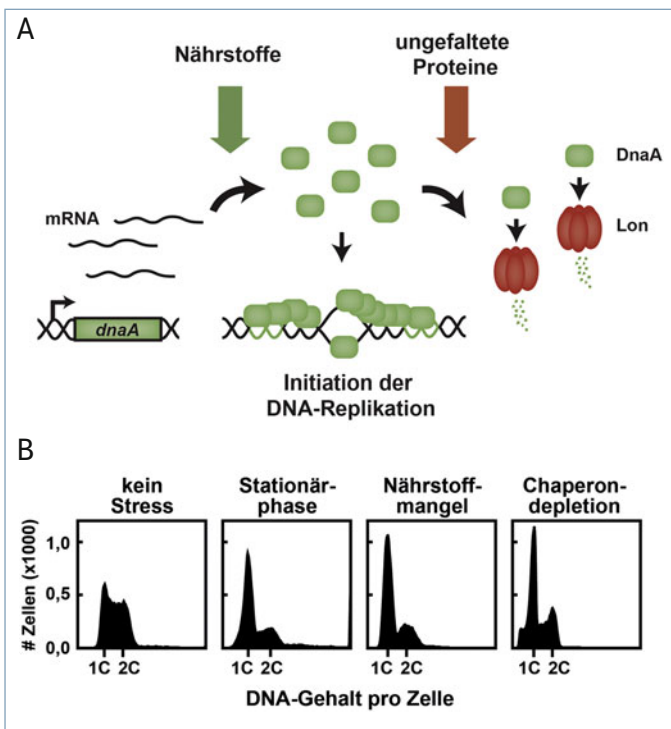 A
Nährstoffe
ungefaltete
Proteine
DnaA
mRNA
Lon
dnaA
Initiation der
DNA-Replikation
B
kein
Stress
Stationär-
phase
Nährstoff-
mangel
Chaperon-
depletion
# Zellen (x1000)
1,0
0,5
0,0
1C 2C
1C 2C
1C 2C
1C 2C
DNA-Gehalt pro Zelle